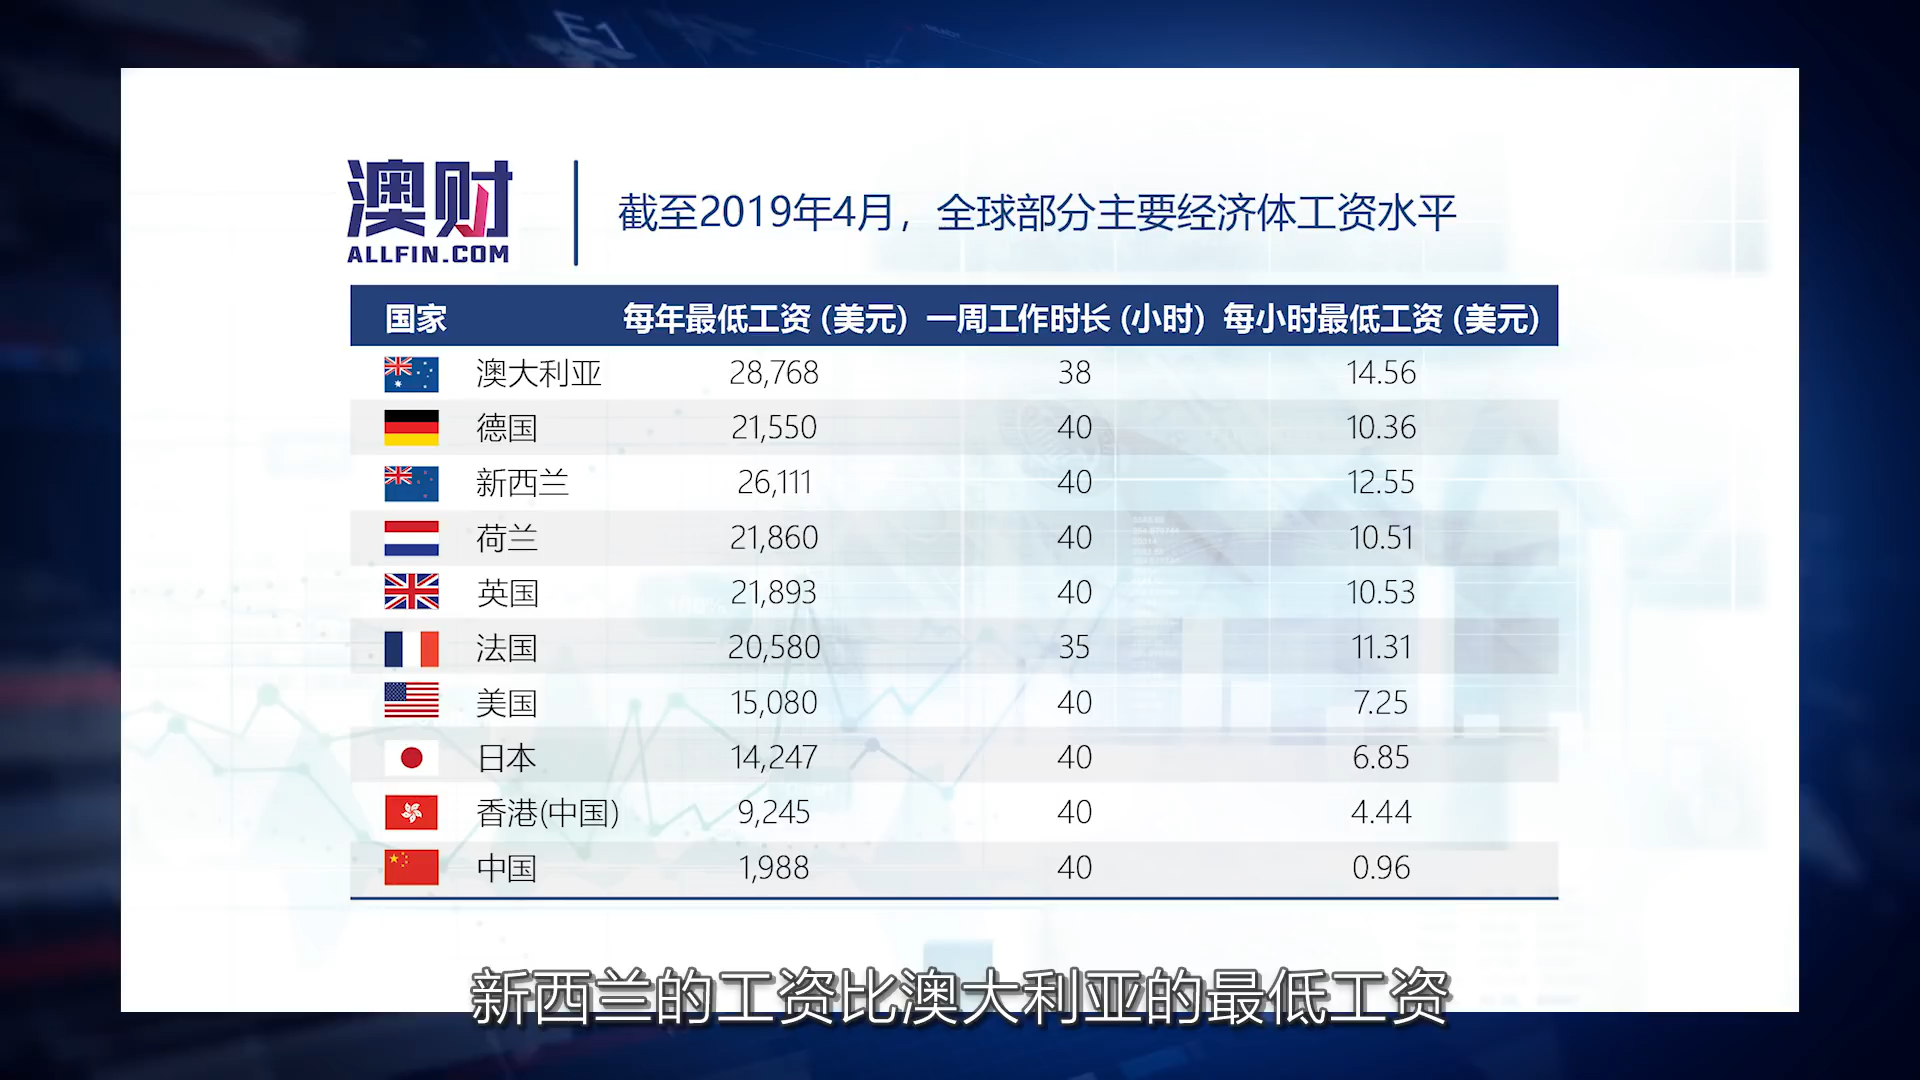 E1
澳财
ALLFIN.COM
截至2019年4月，全球部分主要经济体工资水平
国家 每年最低工资 (美元) 一周工作时长 (小时) 每小时最低工资 (美元)
澳大利亚 28,768 38 14.56
德国 21,550 40 10.36
新西兰 26,111 40 12.55
荷兰 21,860 40 10.51
英国 21,893 40 10.53
法国 20,580 35 11.31
美国 15,080 40 7.25
日本 14,247 40 6.85
香港(中国) 9,245 40 4.44
中国 1,988 40 0.96
新西兰的工资比澳大利亚的最低工资